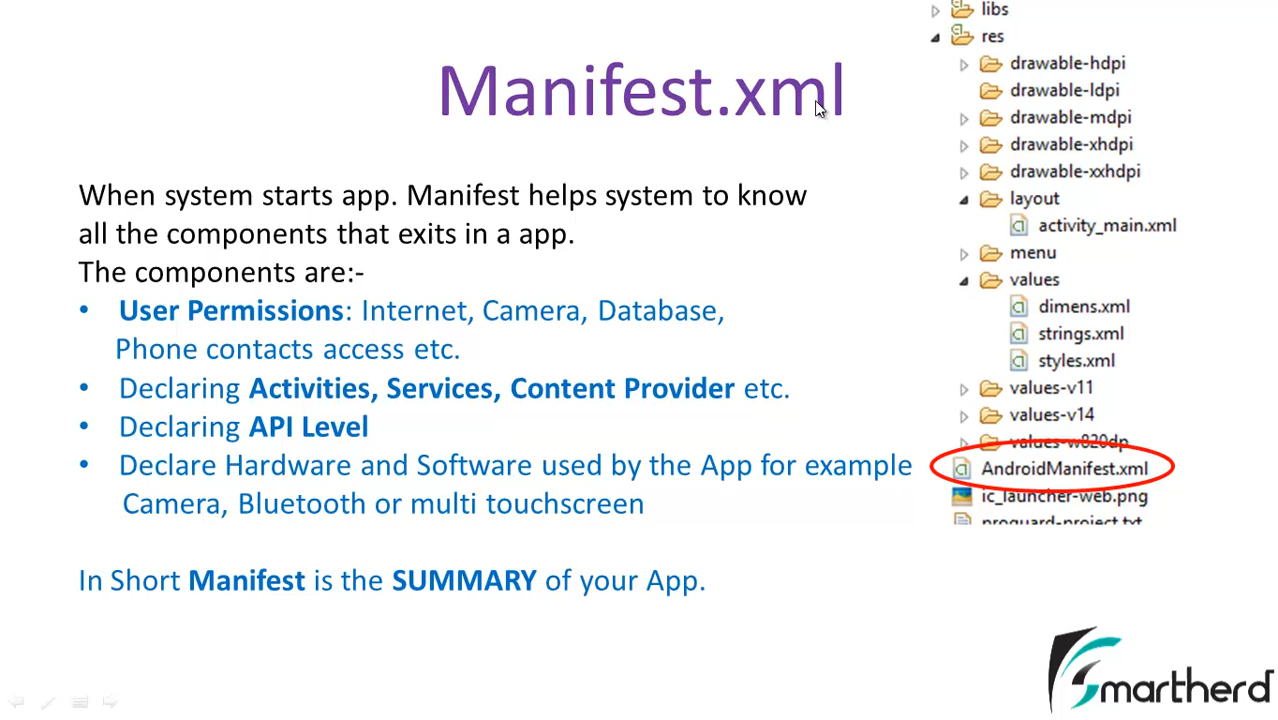 Manifest.xml
When system starts app. Manifest helps system to know
all the components that exits in a app.
The components are:-
• User Permissions: Internet, Camera, Database,
Phone contacts access etc.
• Declaring Activities, Services, Content Provider etc.
• Declaring API Level
• Declare Hardware and Software used by the App for example
Camera, Bluetooth or multi touchscreen
In Short Manifest is the SUMMARY of your App.
libs
res
drawable-hdpi
drawable-ldpi
drawable-mdpi
drawable-xhdpi
drawable-xxhdpi
layout
activity_main.xml
menu
values
dimens.xml
strings.xml
styles.xml
values-v11
values-v14
values-w820dp
AndroidManifest.xml
ic_launcher-web.png
proguard-project.txt
Smartherd